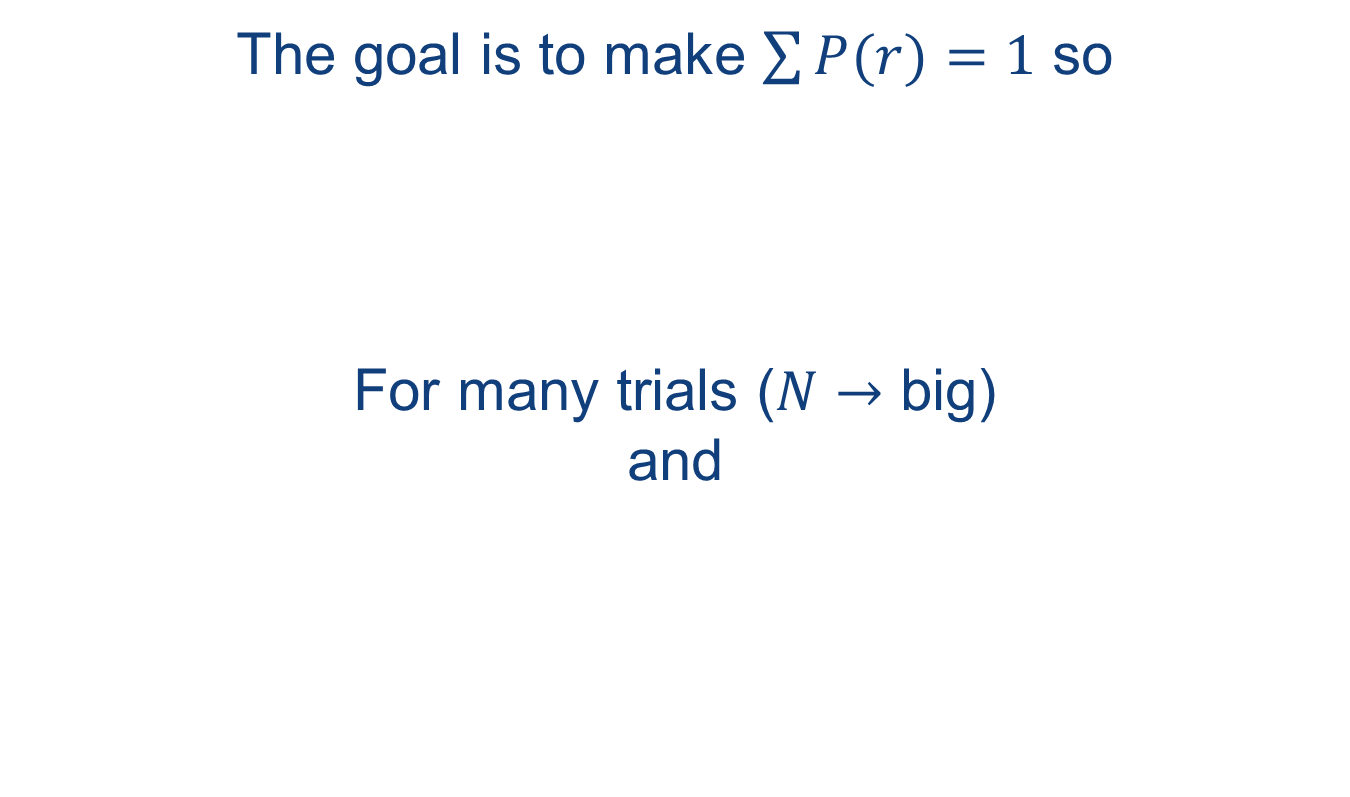 The goal is to make ∑ P(r) = 1 so
For many trials (N → big)
and